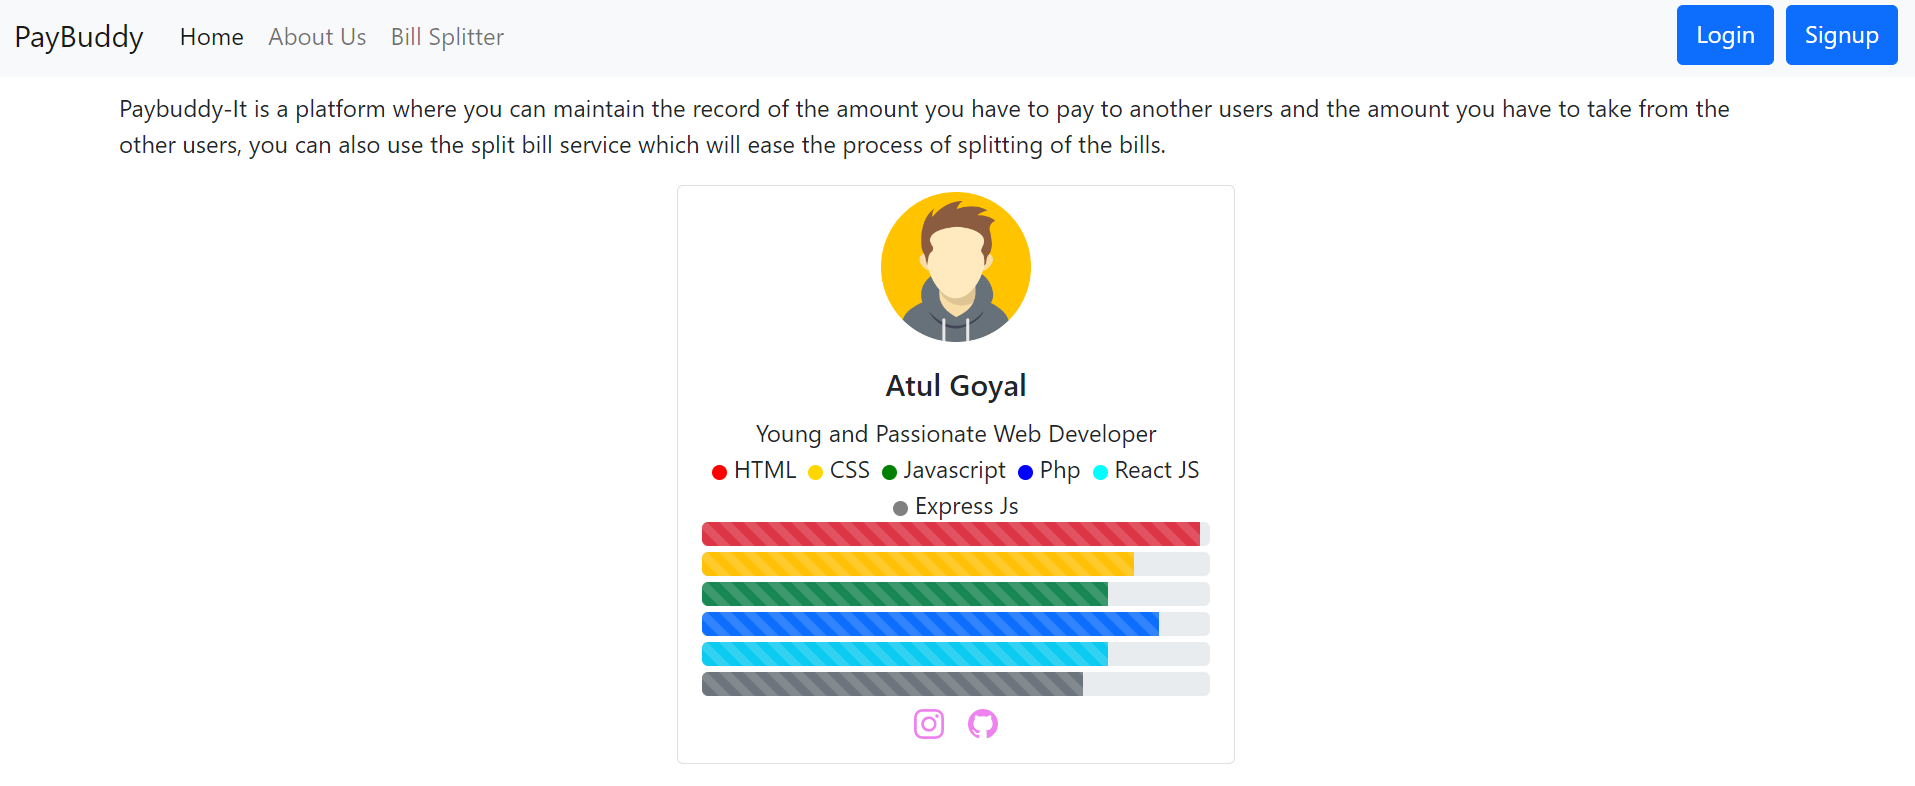 PayBuddy Home About Us Bill Splitter Login Signup
Paybuddy-It is a platform where you can maintain the record of the amount you have to pay to another users and the amount you have to take from the
other users, you can also use the split bill service which will ease the process of splitting of the bills.
Atul Goyal
Young and Passionate Web Developer
HTML CSS Javascript Php React JS
Express Js